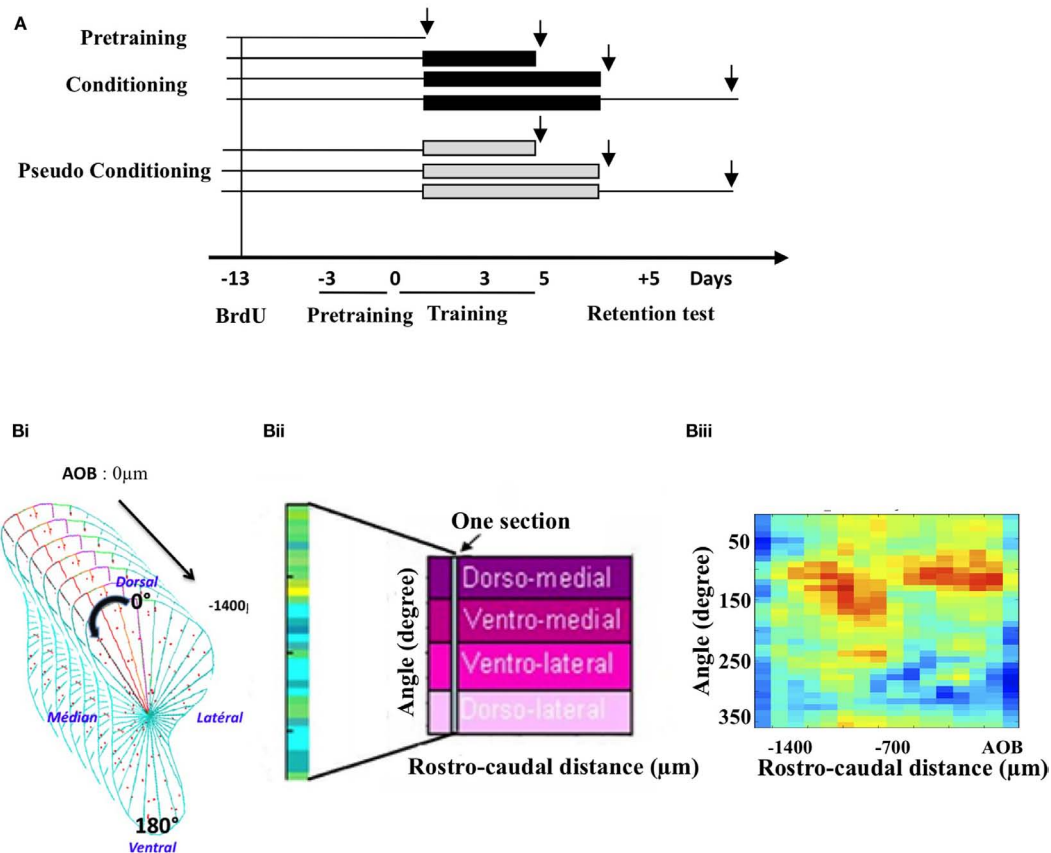 A
Pretraining
Conditioning
Pseudo Conditioning
-13 -3 0 3 5 +5 Days
BrdU Pretraining Training Retention test
Bi
Bii
Biii
AOB : 0µm
Dorsal
0°
-1400
Médian
Latéral
180°
Ventral
One section
Dorso-medial
Ventro-medial
Ventro-lateral
Dorso-lateral
Angle (degree)
Rostro-caudal distance (µm)
50
150
250
350
Angle (degree)
-1400 -700 AOB
Rostro-caudal distance (µm)